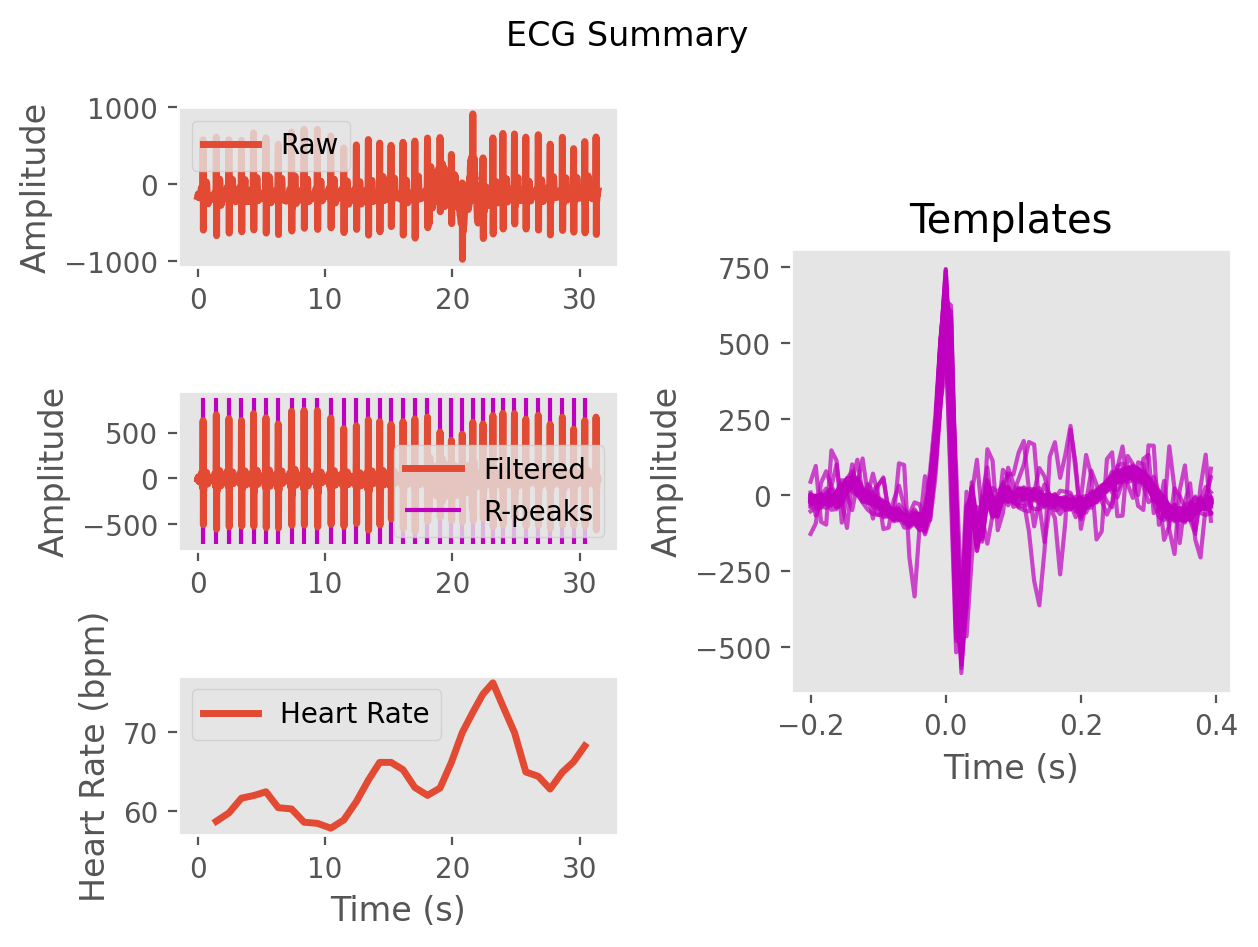 ECG Summary
Amplitude
1000
0
−1000
Raw
0 10 20 30
Amplitude
500
0
−500
Filtered
R-peaks
0 10 20 30
Heart Rate (bpm)
70
60
Heart Rate
0 10 20 30
Time (s)
Templates
Amplitude
750
500
250
0
−250
−500
−0.2 0.0 0.2 0.4
Time (s)